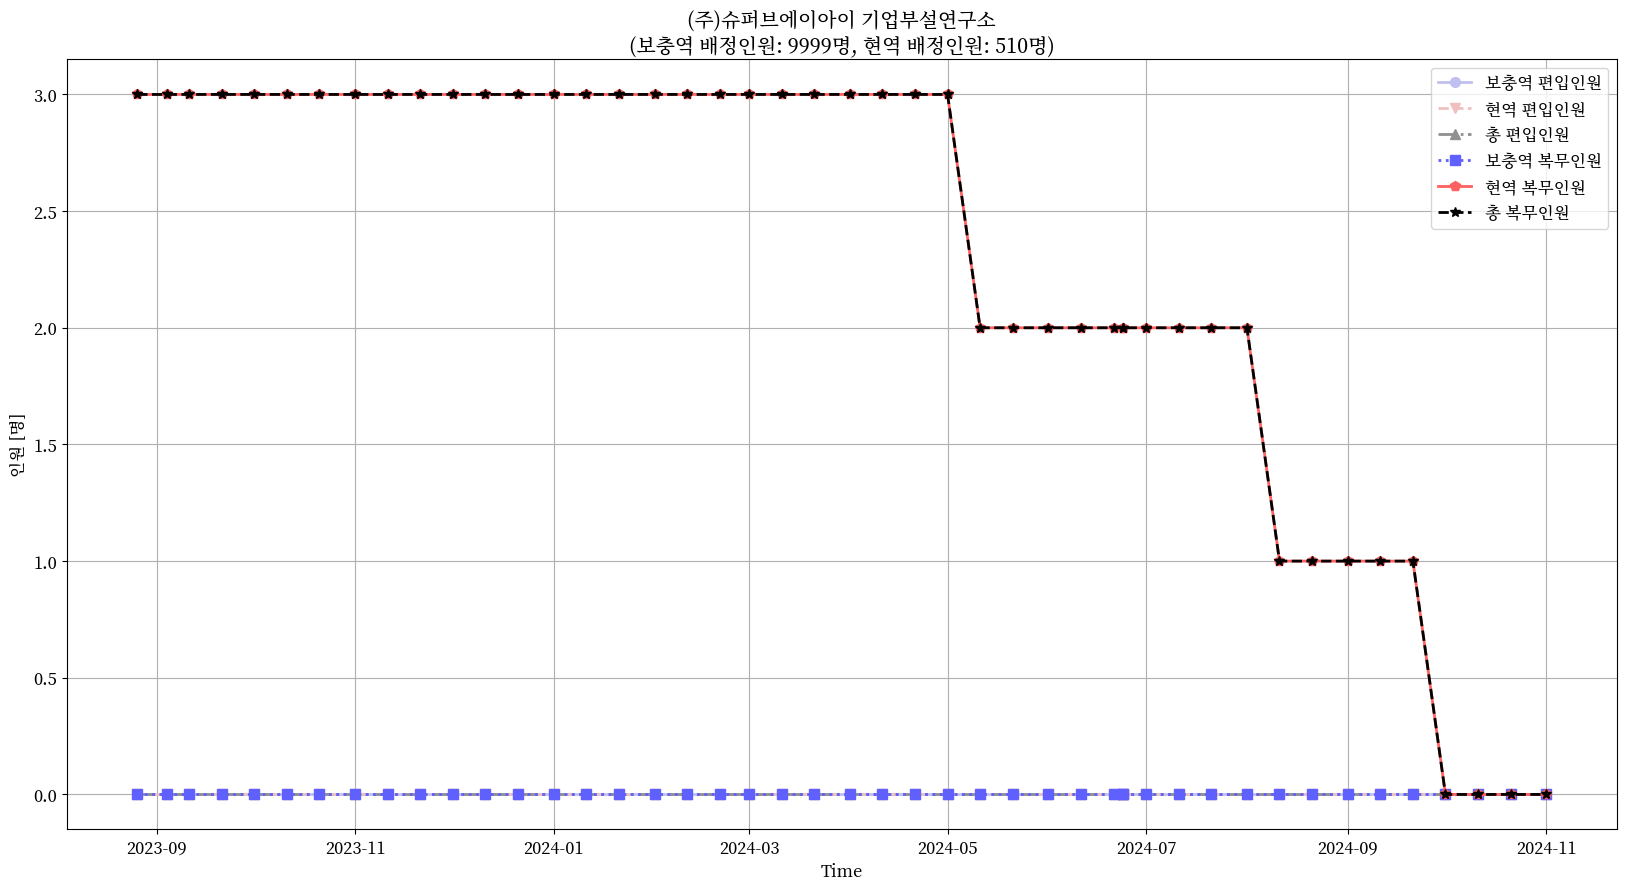 (주)슈퍼브에이아이 기업부설연구소
(보충역 배정인원: 9999명, 현역 배정인원: 510명)
보충역 편입인원
현역 편입인원
총 편입인원
보충역 복무인원
현역 복무인원
총 복무인원
3.0
2.5
2.0
1.5
1.0
0.5
0.0
인원 [명]
2023-09
2023-11
2024-01
2024-03
2024-05
2024-07
2024-09
2024-11
Time